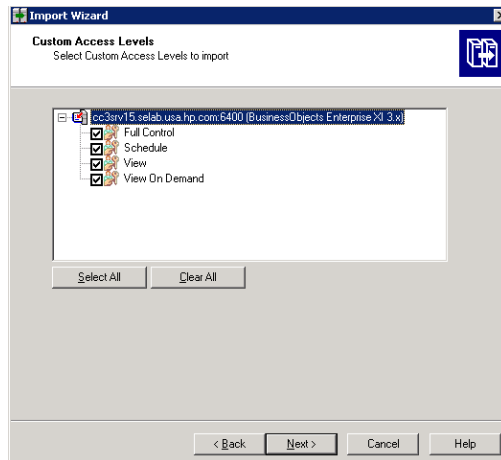 Import Wizard
Custom Access Levels
Select Custom Access Levels to import
cc3srv15.selab.usa.hp.com:6400 (BusinessObjects Enterprise XI 3.x)
Full Control
Schedule
View
View On Demand
Select All Clear All
< Back Next > Cancel Help